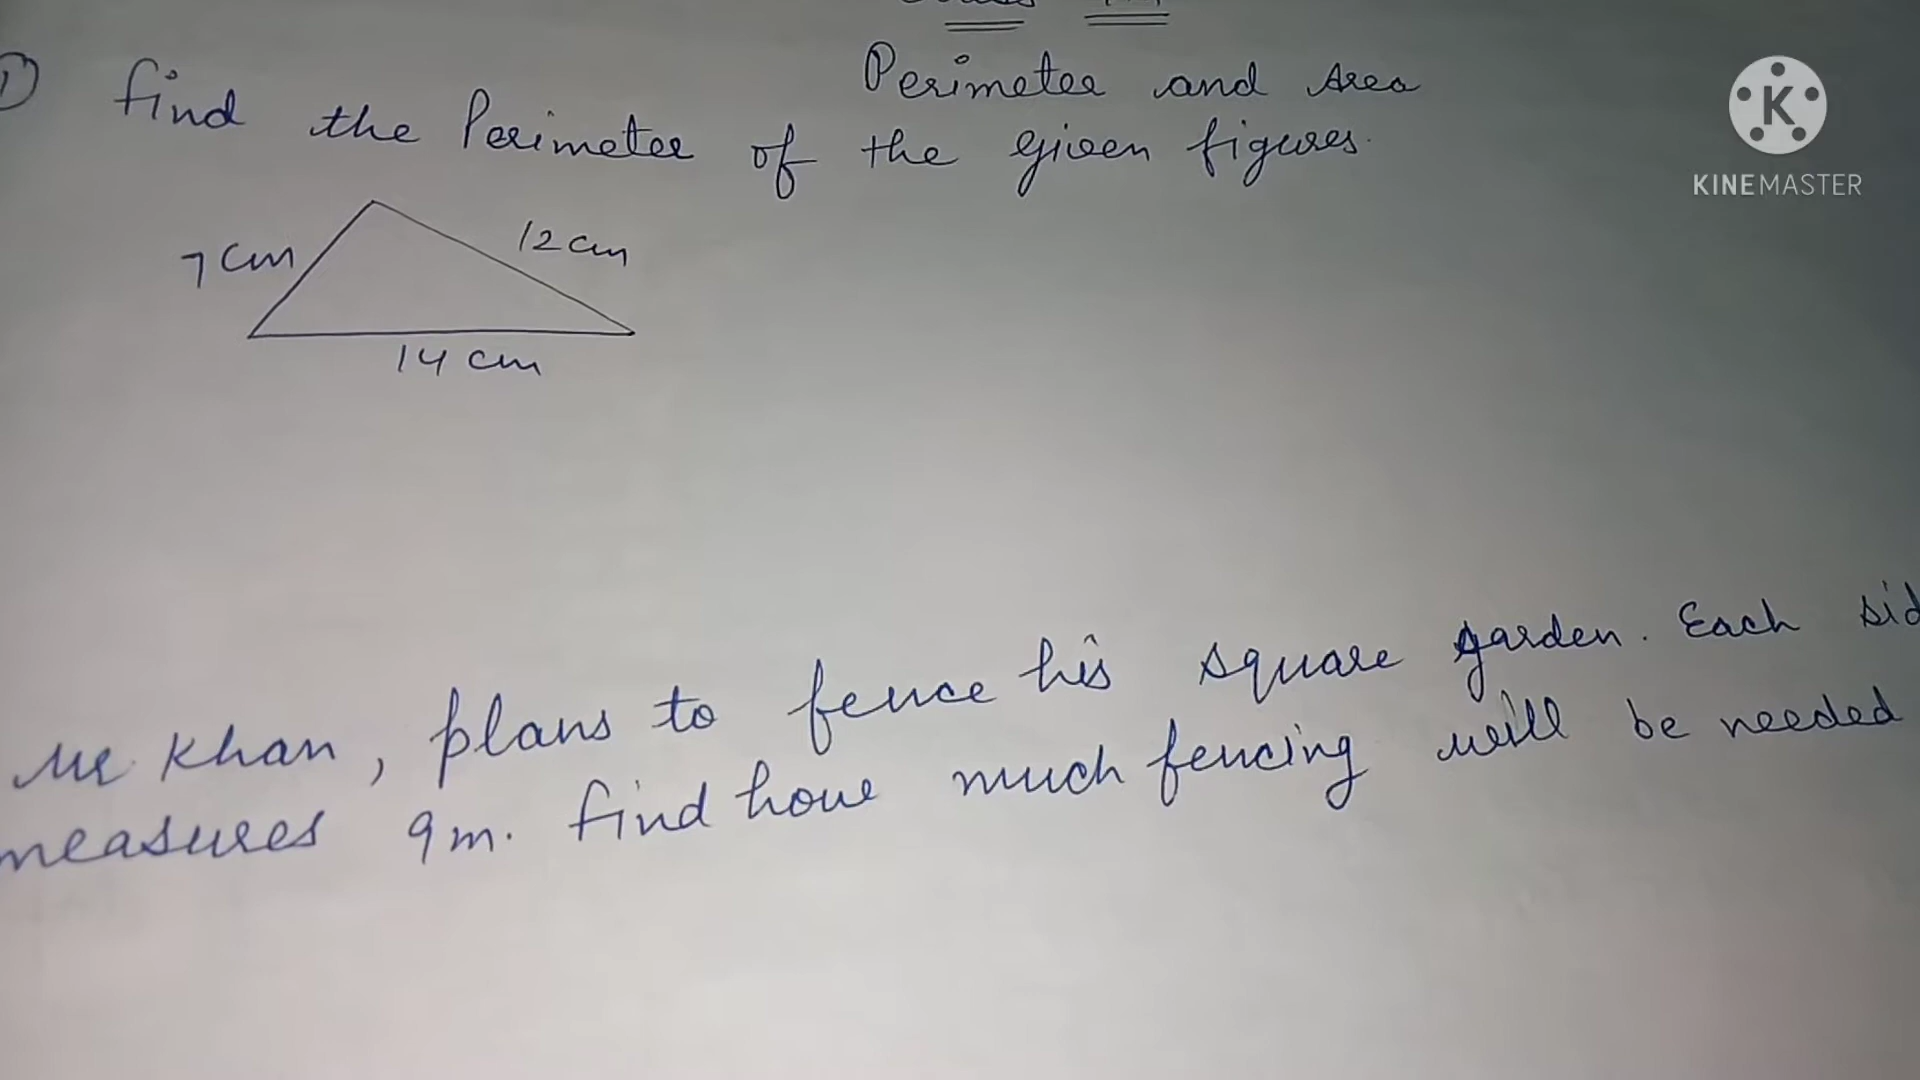 Perimeter and Area
1) find the Perimeter of the given figures.
7 cm
12 cm
14 cm
Mr Khan, plans to fence his square garden. Each sid
measures 9m. find how much fencing will be needed
K
KINEMASTER